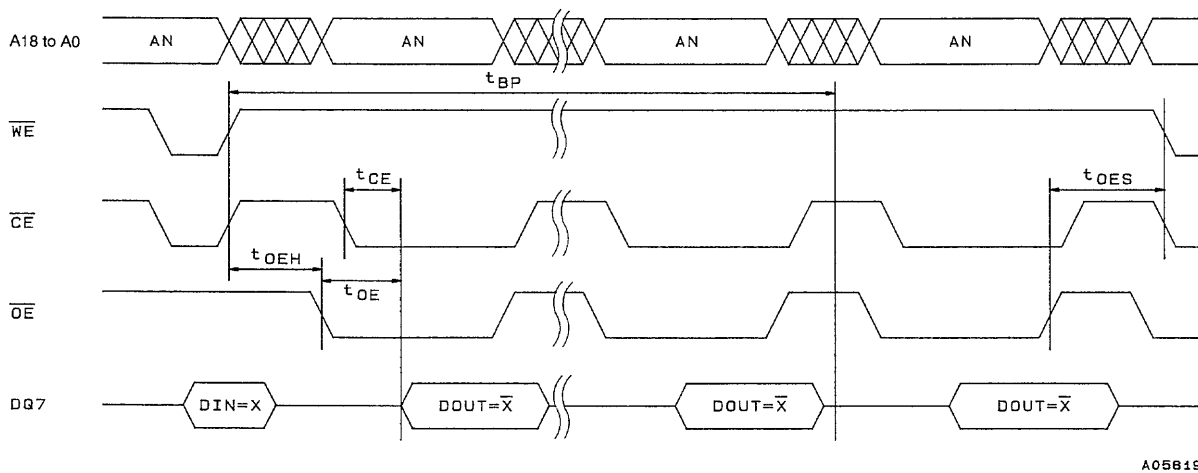 A18 to A0
AN AN AN AN
tBP
WE
tCE
tOES
CE
tOEH
tOE
OE
DQ7
DIN=X DOUT=X̅ DOUT=X̅ DOUT=X̅
A05819